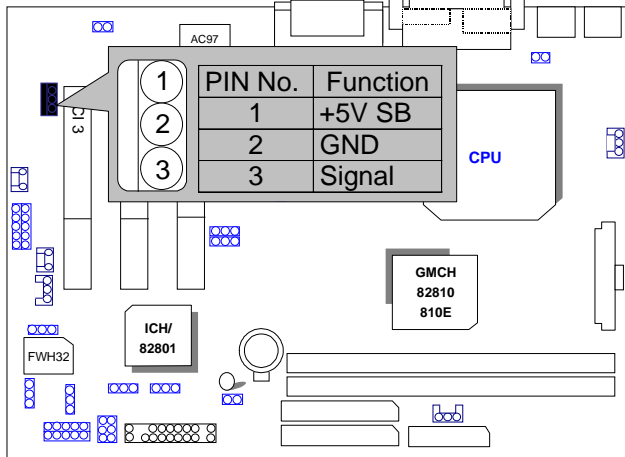 AC97
1
2
3
PIN No. Function
1 +5V SB
2 GND
3 Signal
CI 3
CPU
GMCH
82810
810E
ICH/
82801
FWH32